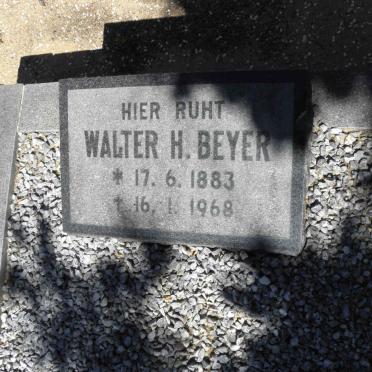 HIER RUHT
WALTER H. BEYER
* 17. 6. 1883
† 16. 1. 1968